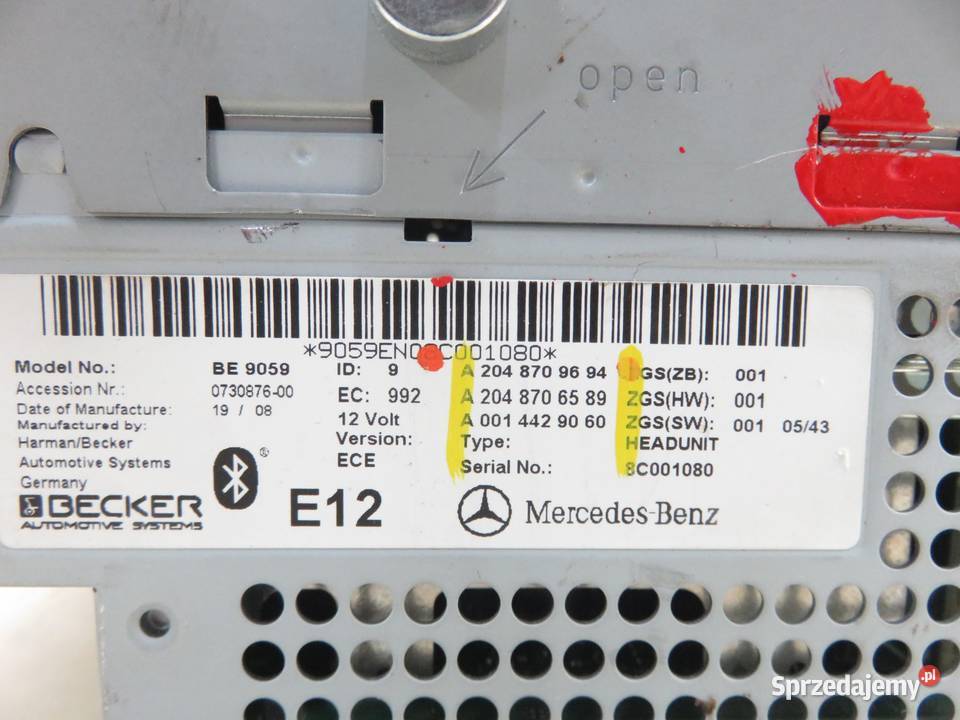 open
*9059EN08C001080*
Model No.: BE 9059 ID: 9 A 204 870 96 94 ZGS(ZB): 001
Accession Nr.: 0730876-00 EC: 992 A 204 870 65 89 ZGS(HW): 001
Date of Manufacture: 19 / 08 12 Volt A 001 442 90 60 ZGS(SW): 001 05/43
Manufactured by: Version: Type: HEADUNIT
Harman/Becker ECE Serial No.: 8C001080
Automotive Systems
Germany
BECKER
AUTOMOTIVE SYSTEMS
E12
Mercedes-Benz
Sprzedajemy.pl